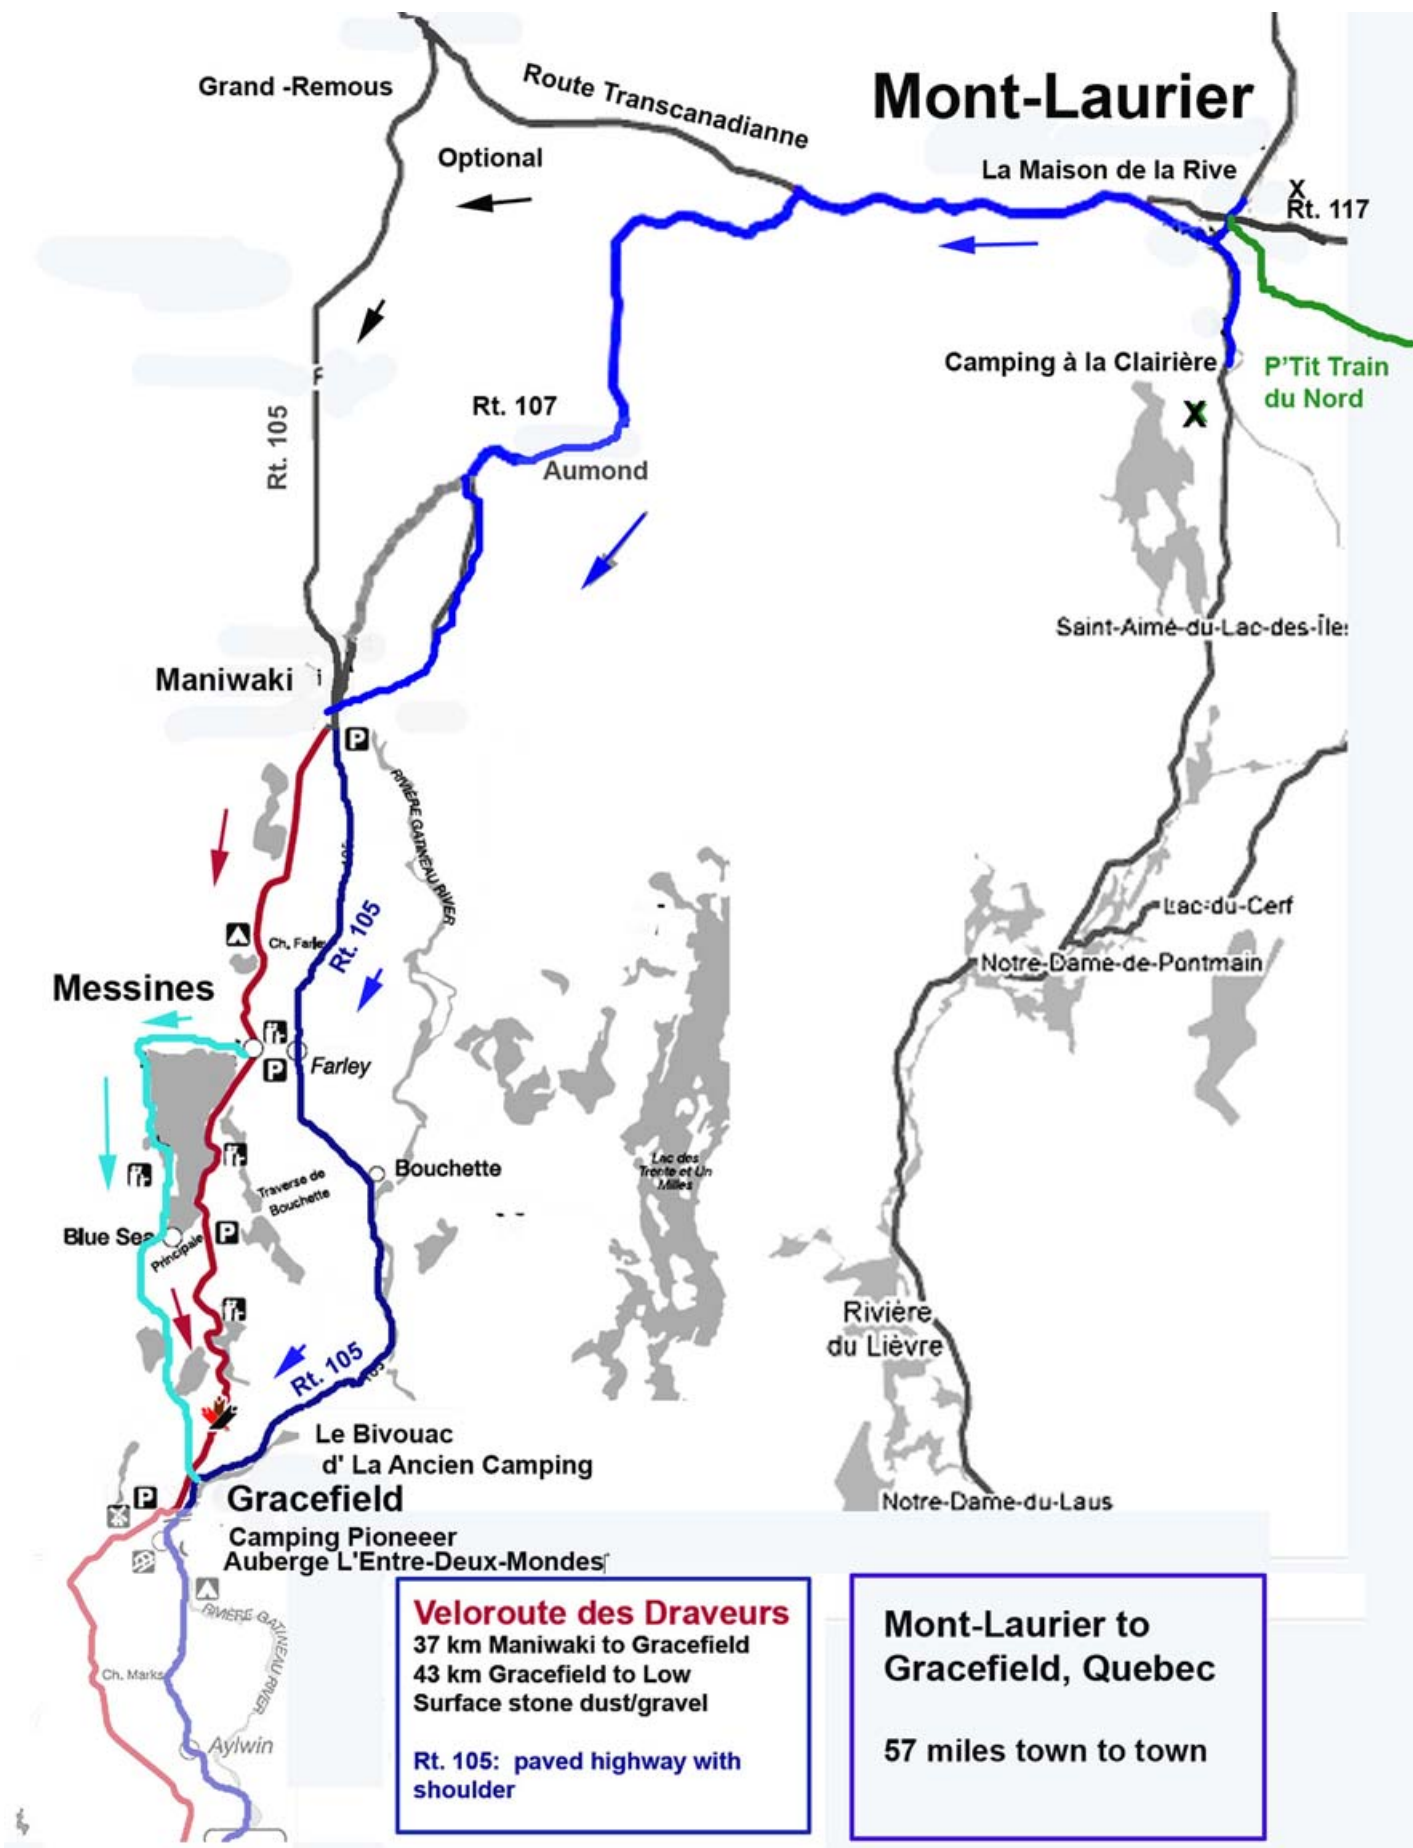 Mont-Laurier
Grand -Remous
Route Transcanadianne
Optional
La Maison de la Rive
X
Rt. 117
Camping à la Clairière
P'Tit Train
du Nord
X
Rt. 107
Rt. 105
Aumond
Saint-Aimé-du-Lac-des-Île
Maniwaki
i
P
RIVIÈRE GATINEAU RIVER
105
Rt. 105
Ch. Farley
Lac-du-Cerf
Notre-Dame-de-Pontmain
Messines
P
Farley
Bouchette
Lac des
Trente et Un
Milles
Traverse de
Bouchette
Blue Sea
Principale
P
Rivière
du Lièvre
Rt. 105
105
Le Bivouac
d' La Ancien Camping
P
Gracefield
Notre-Dame-du-Laus
Camping Pioneeer
Auberge L'Entre-Deux-Mondes
RIVIÈRE GATINEAU RIVER
Ch. Marks
Aylwin
Veloroute des Draveurs
37 km Maniwaki to Gracefield
43 km Gracefield to Low
Surface stone dust/gravel
Rt. 105: paved highway with
shoulder
Mont-Laurier to
Gracefield, Quebec
57 miles town to town